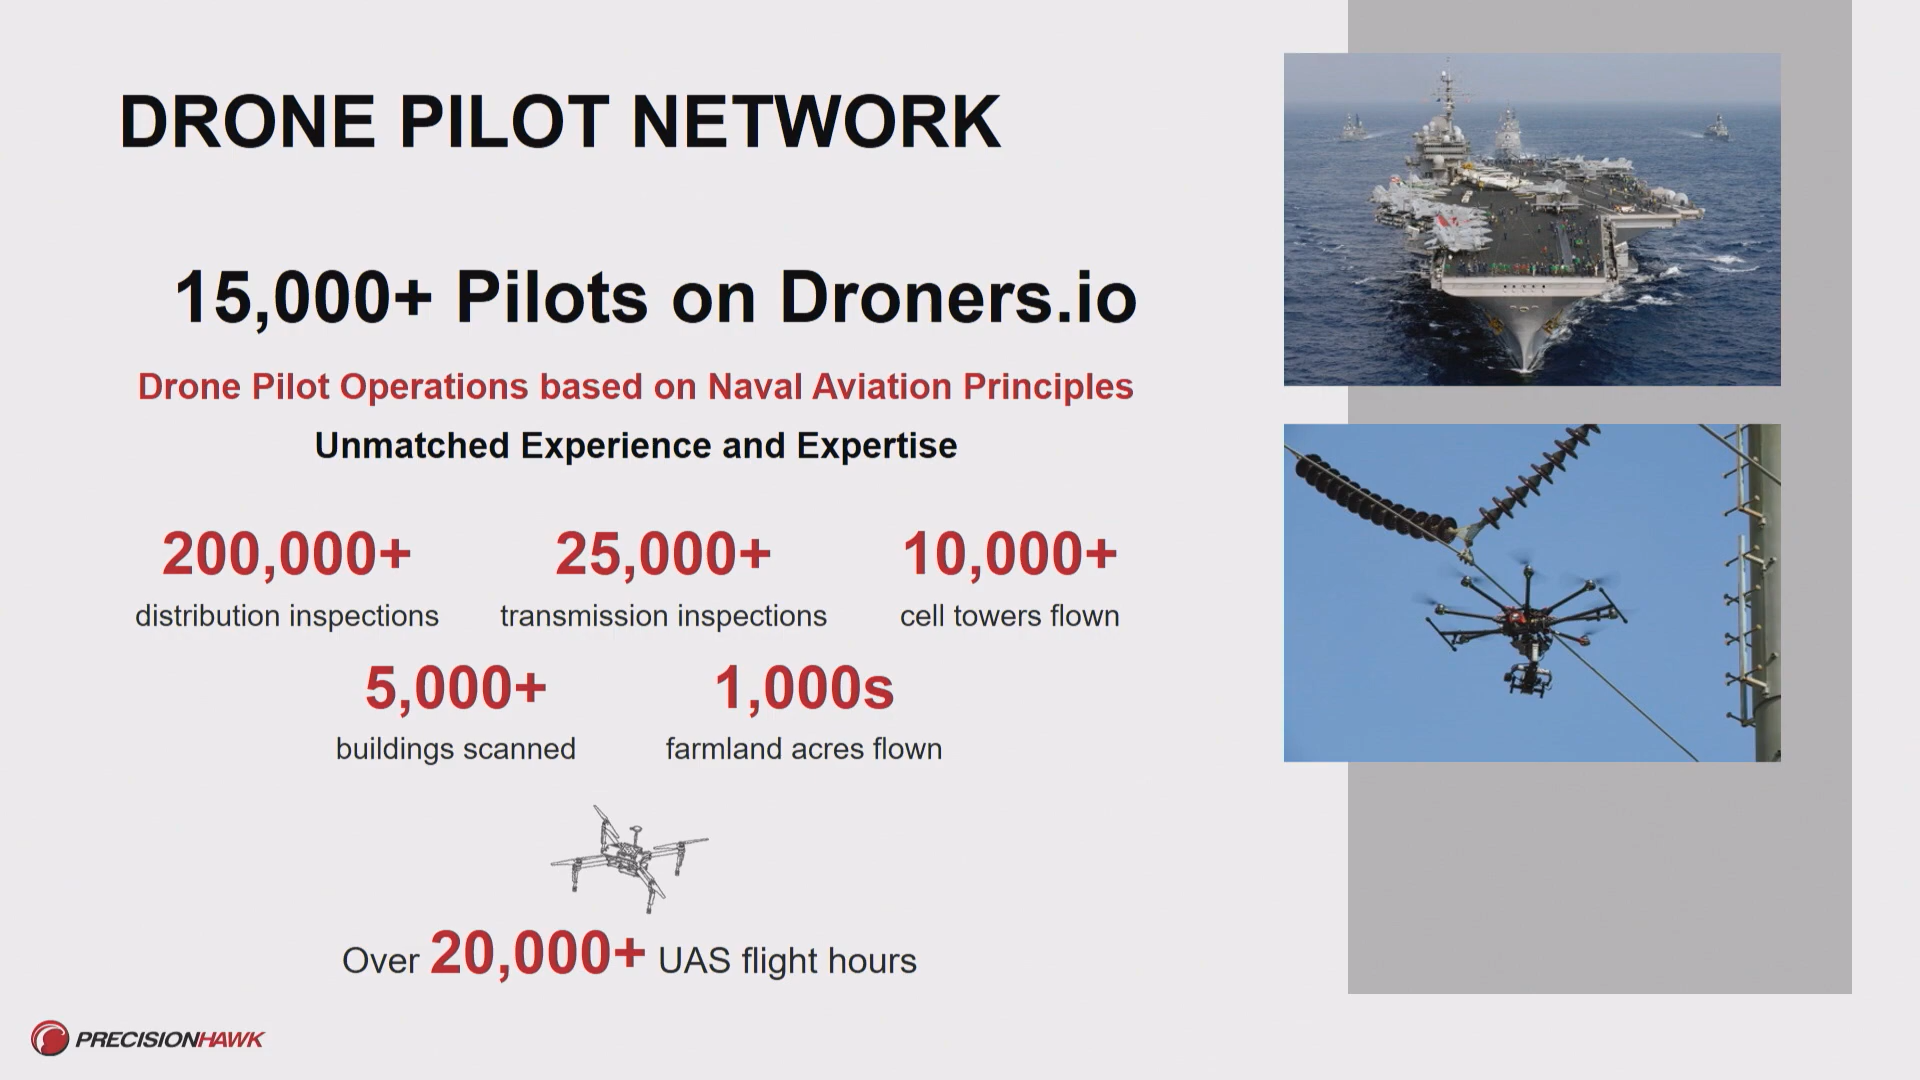 DRONE PILOT NETWORK
15,000+ Pilots on Droners.io
Drone Pilot Operations based on Naval Aviation Principles
Unmatched Experience and Expertise
200,000+ 25,000+ 10,000+
distribution inspections transmission inspections cell towers flown
5,000+ 1,000s
buildings scanned farmland acres flown
Over 20,000+ UAS flight hours
PRECISIONHAWK